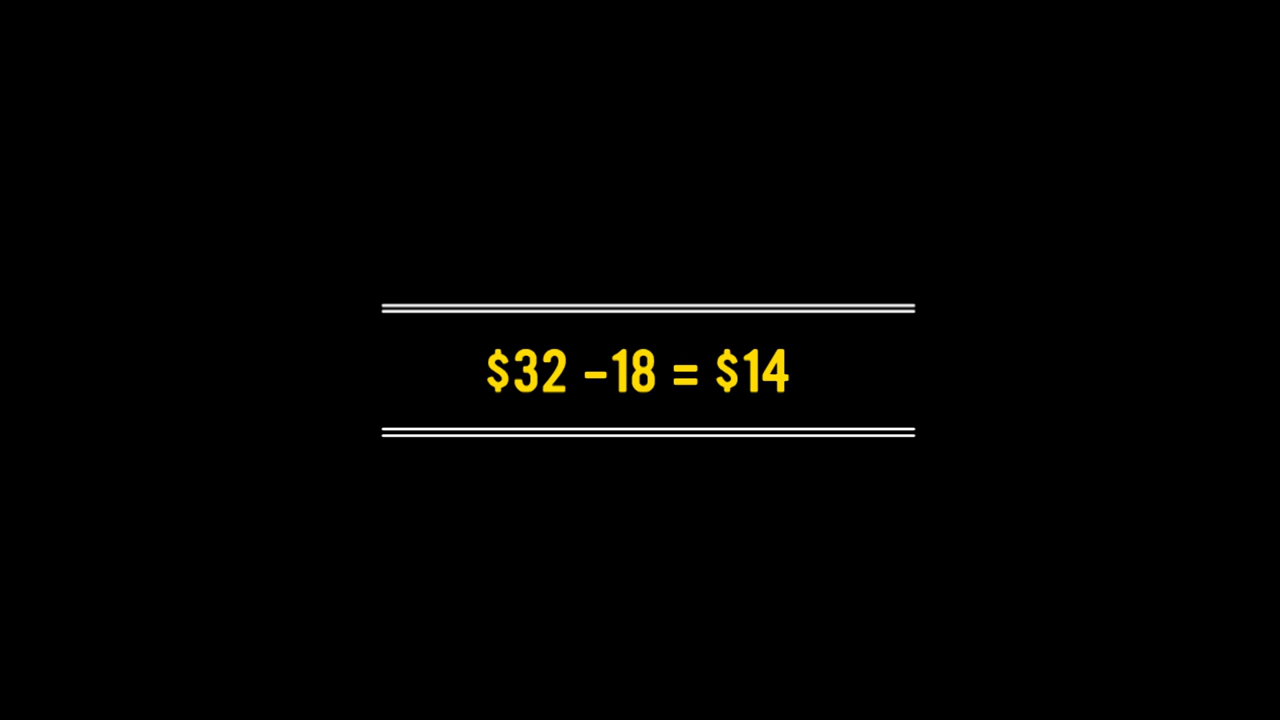 $32 –18 = $14